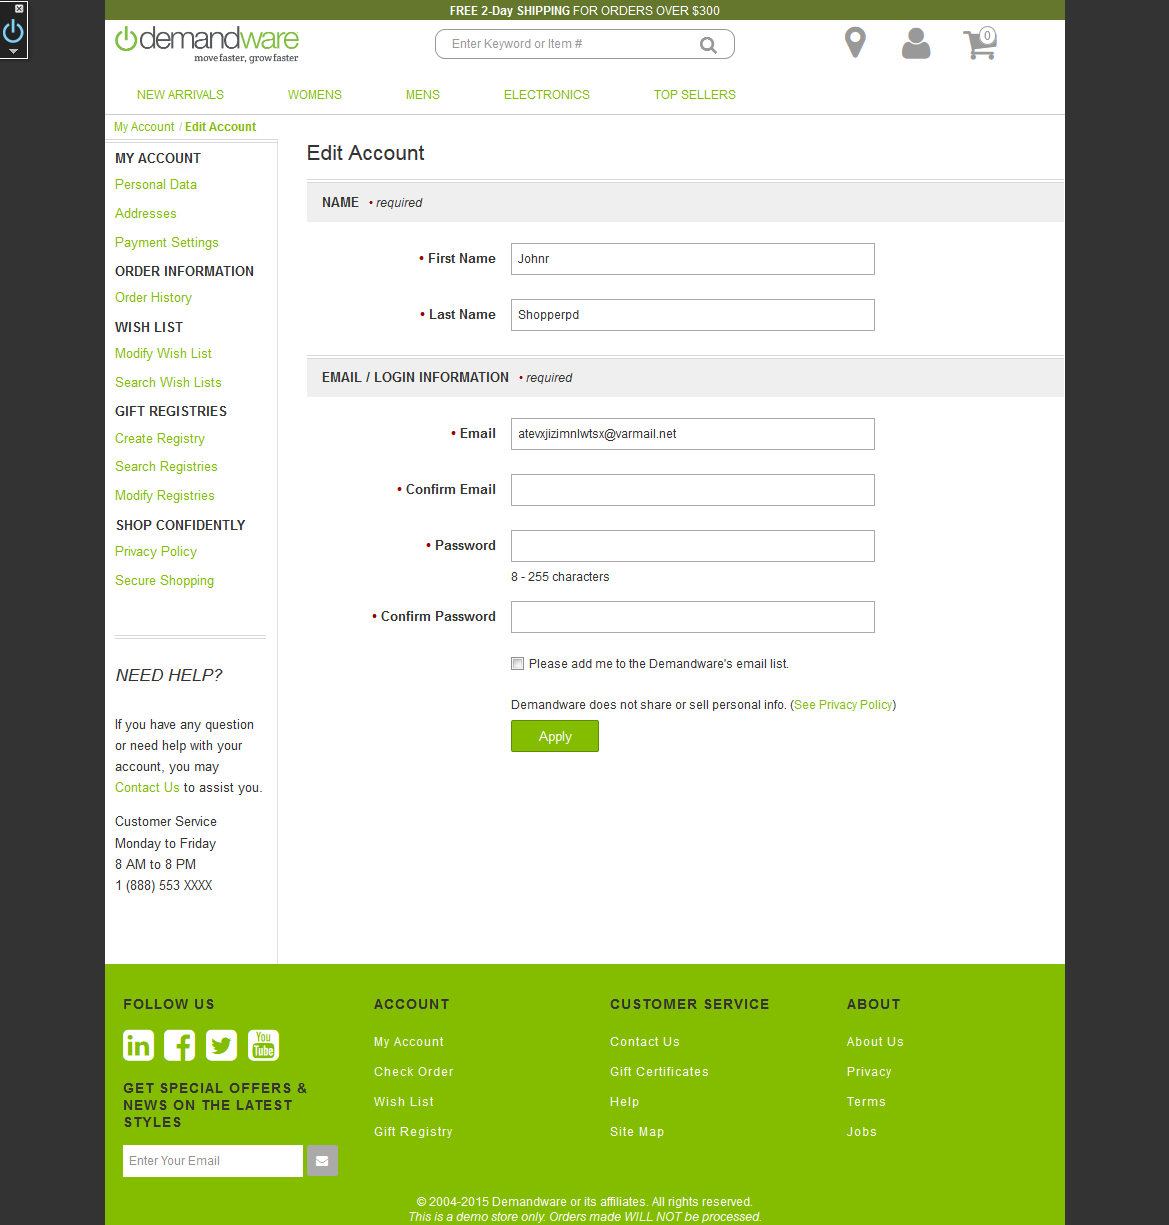 FREE 2-Day SHIPPING FOR ORDERS OVER $300
demandware
move faster, grow faster
Enter Keyword or Item #
0
NEW ARRIVALS WOMENS MENS ELECTRONICS TOP SELLERS
My Account / Edit Account
MY ACCOUNT
Personal Data
Addresses
Payment Settings
ORDER INFORMATION
Order History
WISH LIST
Modify Wish List
Search Wish Lists
GIFT REGISTRIES
Create Registry
Search Registries
Modify Registries
SHOP CONFIDENTLY
Privacy Policy
Secure Shopping
NEED HELP?
If you have any question
or need help with your
account, you may
Contact Us to assist you.
Customer Service
Monday to Friday
8 AM to 8 PM
1 (888) 553 XXXX
Edit Account
NAME • required
• First Name Johnr
• Last Name Shopperpd
EMAIL / LOGIN INFORMATION • required
• Email atevxjizimnlwtsx@varmail.net
• Confirm Email
• Password
8 - 255 characters
• Confirm Password
Please add me to the Demandware's email list.
Demandware does not share or sell personal info. (See Privacy Policy)
Apply
FOLLOW US
in f You Tube
GET SPECIAL OFFERS &
NEWS ON THE LATEST
STYLES
Enter Your Email
ACCOUNT
My Account
Check Order
Wish List
Gift Registry
CUSTOMER SERVICE
Contact Us
Gift Certificates
Help
Site Map
ABOUT
About Us
Privacy
Terms
Jobs
© 2004-2015 Demandware or its affiliates. All rights reserved.
This is a demo store only. Orders made WILL NOT be processed.